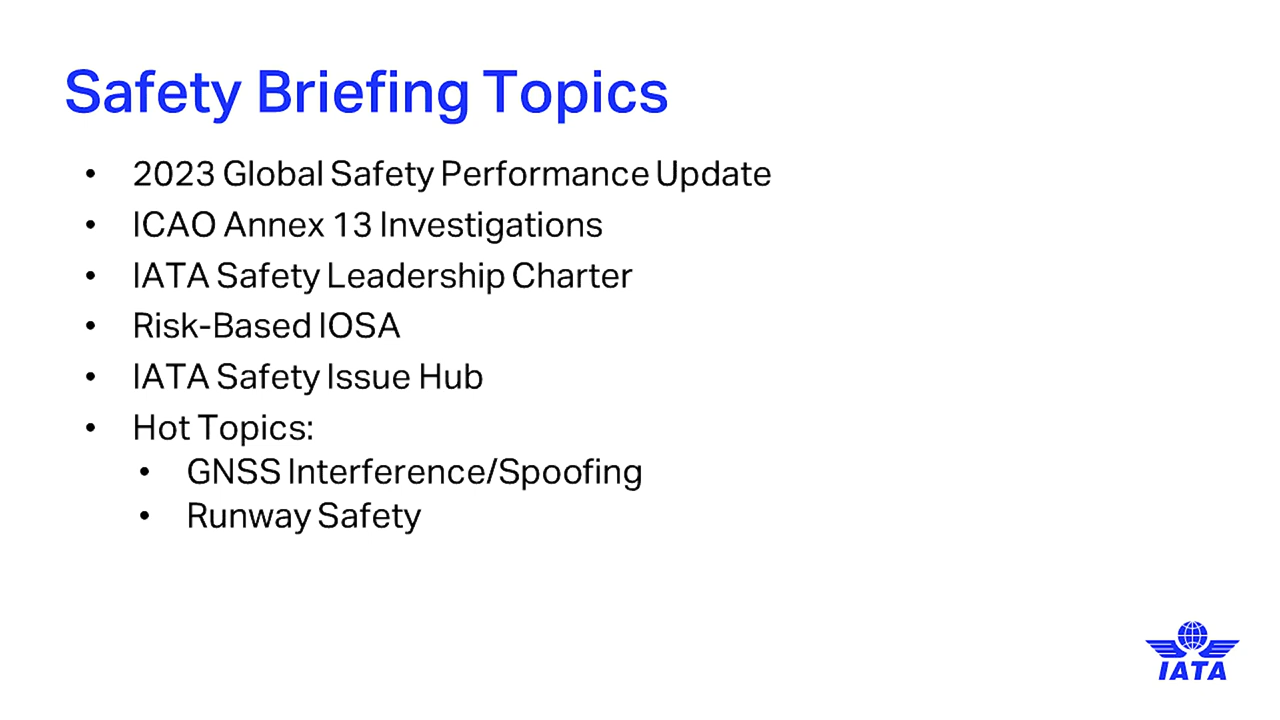 Safety Briefing Topics
• 2023 Global Safety Performance Update
• ICAO Annex 13 Investigations
• IATA Safety Leadership Charter
• Risk-Based IOSA
• IATA Safety Issue Hub
• Hot Topics:
• GNSS Interference/Spoofing
• Runway Safety
IATA